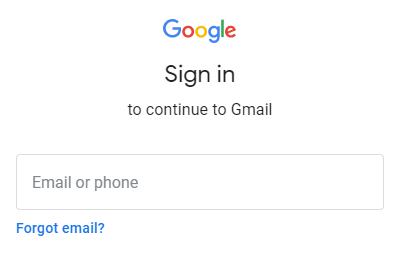 Google
Sign in
to continue to Gmail
Email or phone
Forgot email?